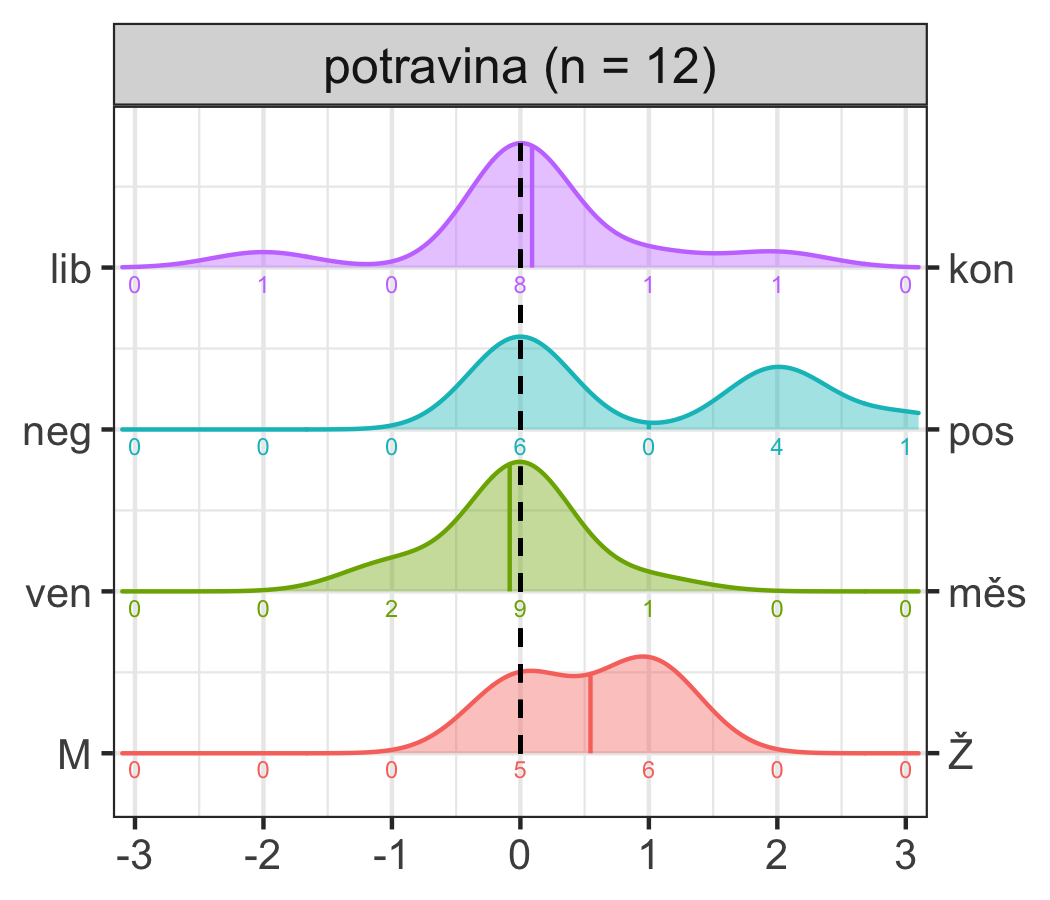 potravina (n = 12)
lib kon
0 1 0 8 1 1 0
neg pos
0 0 0 6 0 4 1
ven měs
0 0 2 9 1 0 0
M Ž
0 0 0 5 6 0 0
-3 -2 -1 0 1 2 3